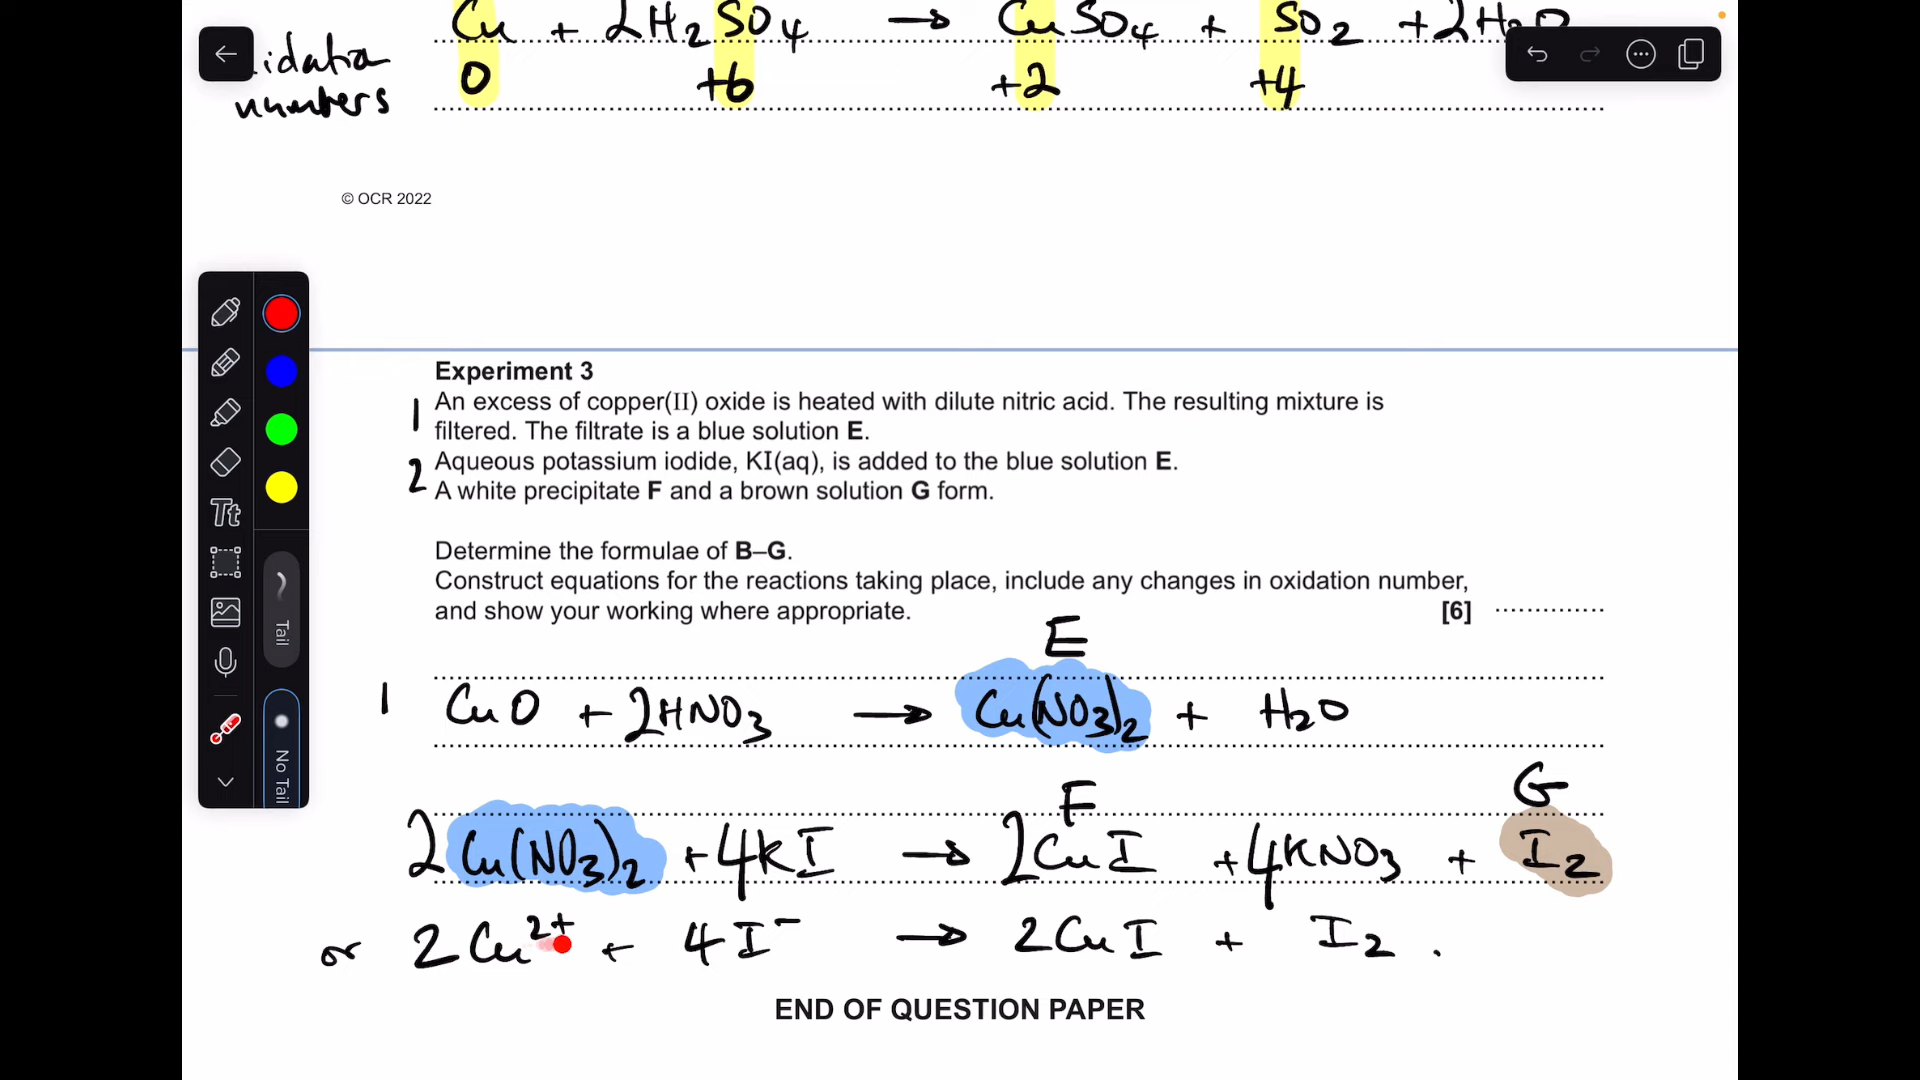 Cu + 2H2SO4 → CuSO4 + SO2 + 2H2O
idation 0 +6 +2 +4
numbers
© OCR 2022
Experiment 3
1 An excess of copper(II) oxide is heated with dilute nitric acid. The resulting mixture is
filtered. The filtrate is a blue solution E.
2 Aqueous potassium iodide, KI(aq), is added to the blue solution E.
A white precipitate F and a brown solution G form.
Determine the formulae of B–G.
Construct equations for the reactions taking place, include any changes in oxidation number,
and show your working where appropriate. [6]
E
1 CuO + 2HNO3 → Cu(NO3)2 + H2O
F G
2Cu(NO3)2 + 4KI → 2CuI + 4KNO3 + I2
or 2Cu2+ + 4I− → 2CuI + I2 .
END OF QUESTION PAPER
Tt
Tail
No Tail